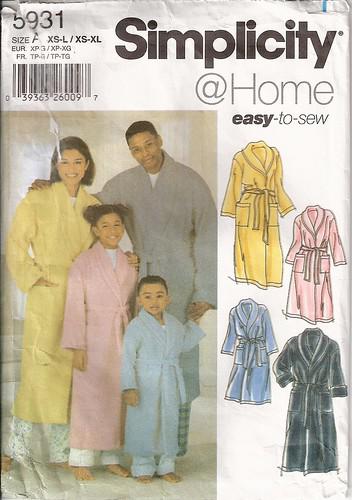 5931
SIZE A XS-L / XS-XL
EUR. XP-G / XP-XG
FR. TP-G / TP-TG
0 39363 26009 7
Simplicity®
@Home
easy-to-sew